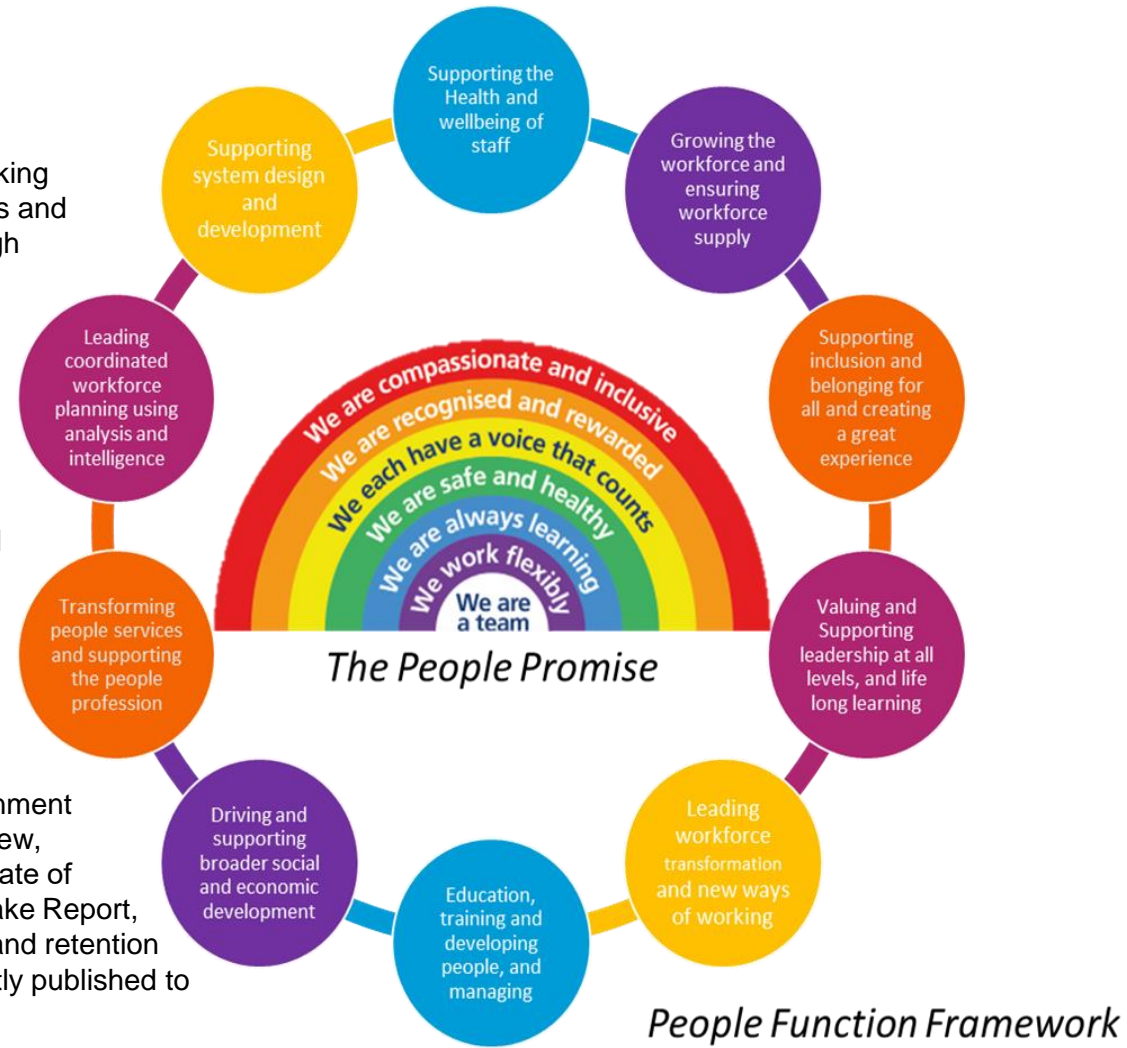 king
s and
gh
nment
ew,
ate of
ake Report,
and retention
tly published to
Supporting the
Health and
wellbeing of
staff
Growing the
workforce and
ensuring
workforce
supply
Supporting
inclusion and
belonging for
all and creating
a great
experience
Valuing and
Supporting
leadership at all
levels, and life
long learning
Leading
workforce
transformation
and new ways
of working
Education,
training and
developing
people, and
managing
Driving and
supporting
broader social
and economic
development
Transforming
people services
and supporting
the people
profession
Leading
coordinated
workforce
planning using
analysis and
intelligence
Supporting
system design
and
development
We are compassionate and inclusive
We are recognised and rewarded
We each have a voice that counts
We are safe and healthy
We are always learning
We work flexibly
We are
a team
The People Promise
People Function Framework